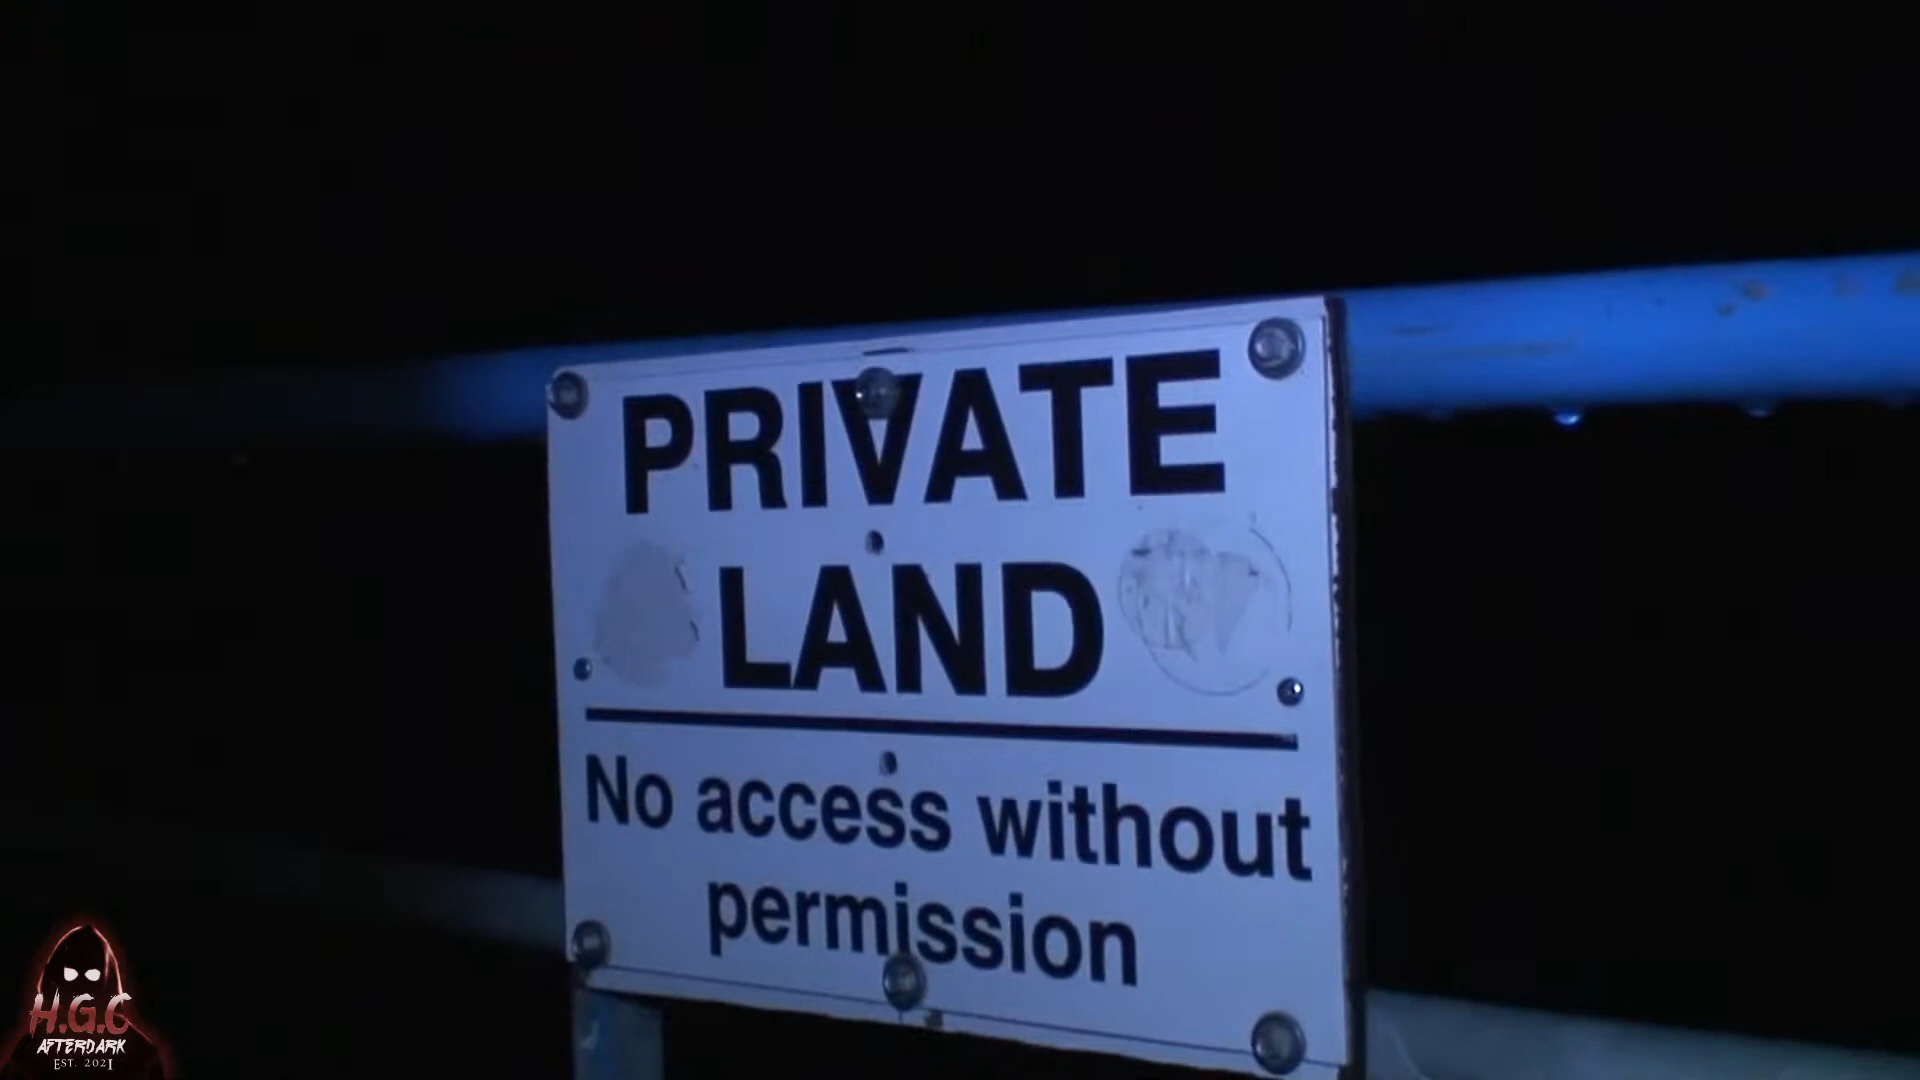 PRIVATE
LAND
No access without
permission
H.G.C
AFTERDARK
EST. 2021